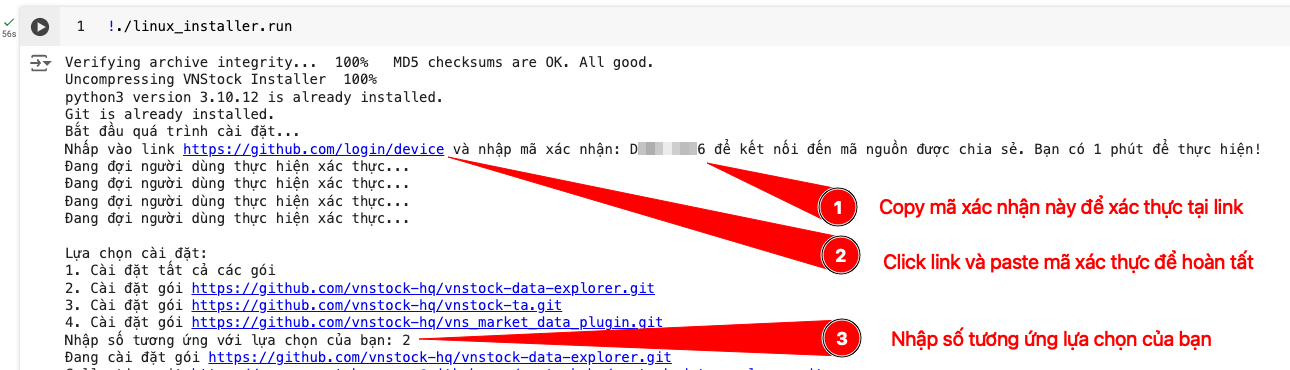 56s
1 !./linux_installer.run
Verifying archive integrity... 100% MD5 checksums are OK. All good.
Uncompressing VNStock Installer 100%
python3 version 3.10.12 is already installed.
Git is already installed.
Bắt đầu quá trình cài đặt...
Nhấp vào link https://github.com/login/device và nhập mã xác nhận: D 6 để kết nối đến mã nguồn được chia sẻ. Bạn có 1 phút để thực hiện!
Đang đợi người dùng thực hiện xác thực...
Đang đợi người dùng thực hiện xác thực...
Đang đợi người dùng thực hiện xác thực...
Đang đợi người dùng thực hiện xác thực...
1 Copy mã xác nhận này để xác thực tại link
2 Click link và paste mã xác thực để hoàn tất
Lựa chọn cài đặt:
1. Cài đặt tất cả các gói
2. Cài đặt gói https://github.com/vnstock-hq/vnstock-data-explorer.git
3. Cài đặt gói https://github.com/vnstock-hq/vnstock-ta.git
4. Cài đặt gói https://github.com/vnstock-hq/vns_market_data_plugin.git
Nhập số tương ứng với lựa chọn của bạn: 2
3 Nhập số tương ứng lựa chọn của bạn
Đang cài đặt gói https://github.com/vnstock-hq/vnstock-data-explorer.git